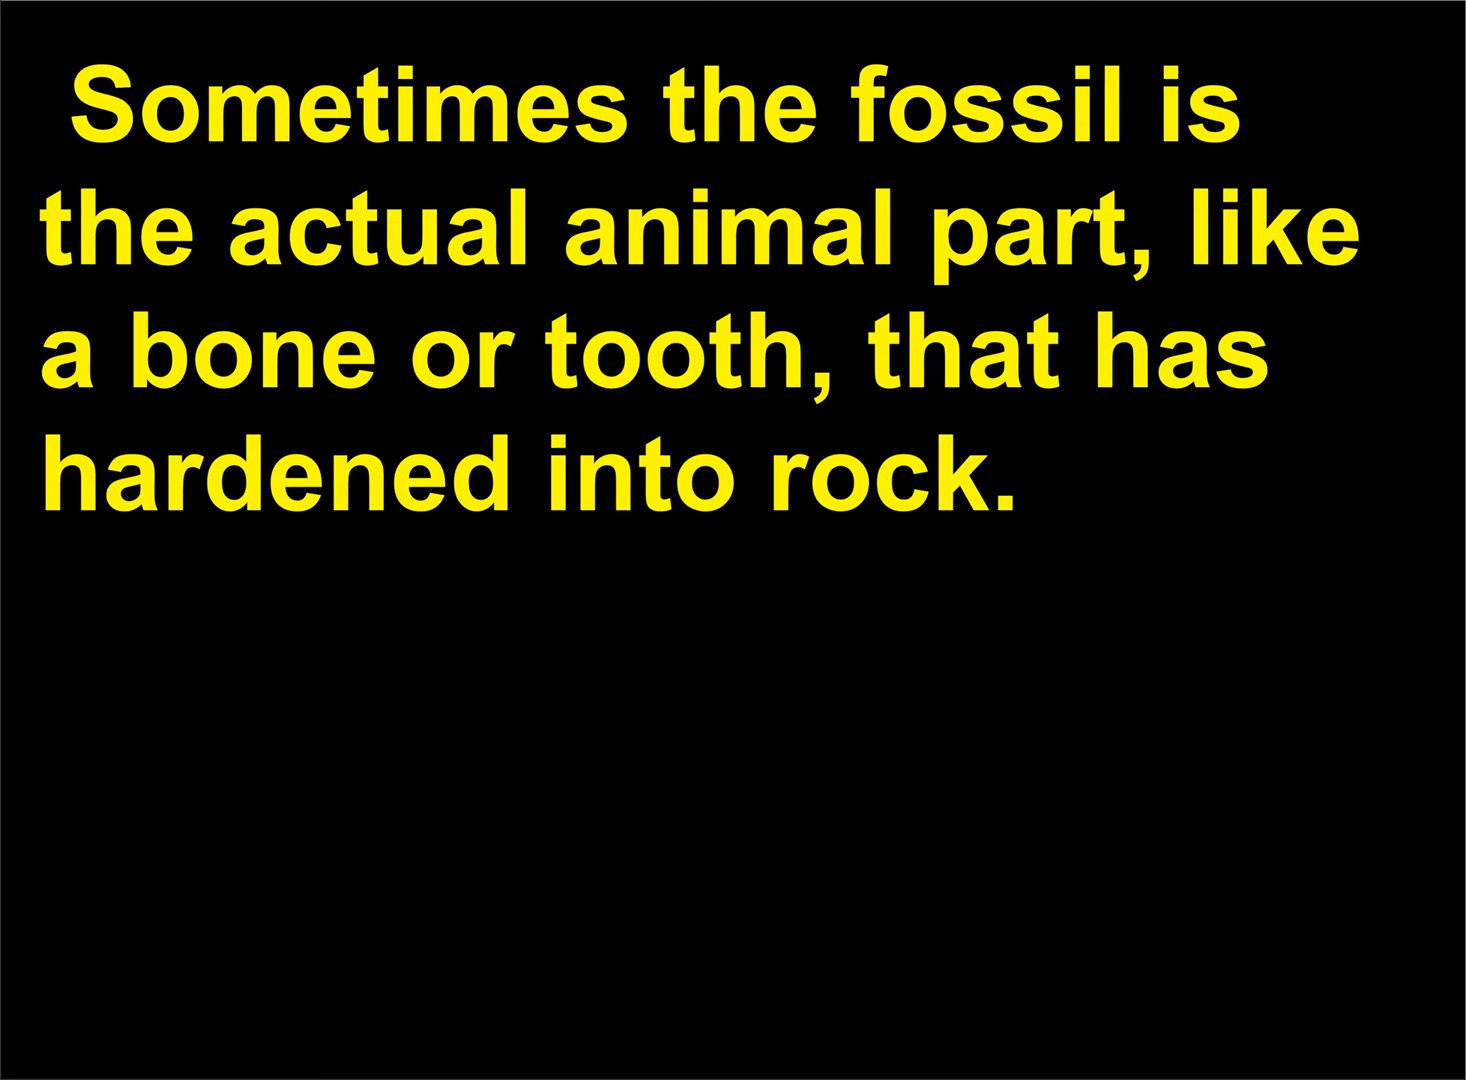 Sometimes the fossil is
the actual animal part, like
a bone or tooth, that has
hardened into rock.